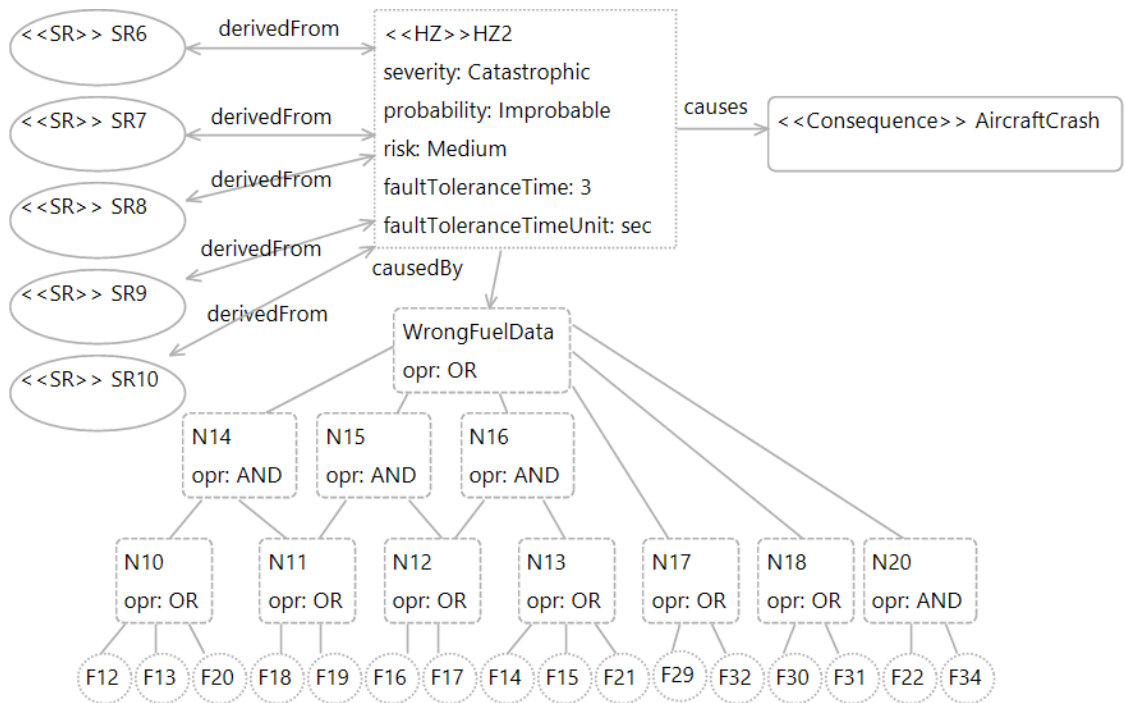 <<SR>> SR6
derivedFrom
<<HZ>>HZ2
severity: Catastrophic
probability: Improbable
risk: Medium
faultToleranceTime: 3
faultToleranceTimeUnit: sec
causes
<<Consequence>> AircraftCrash
<<SR>> SR7
derivedFrom
<<SR>> SR8
derivedFrom
<<SR>> SR9
derivedFrom
<<SR>> SR10
derivedFrom
causedBy
WrongFuelData
opr: OR
N14
opr: AND
N15
opr: AND
N16
opr: AND
N10
opr: OR
N11
opr: OR
N12
opr: OR
N13
opr: OR
N17
opr: OR
N18
opr: OR
N20
opr: AND
F12
F13
F20
F18
F19
F16
F17
F14
F15
F21
F29
F32
F30
F31
F22
F34